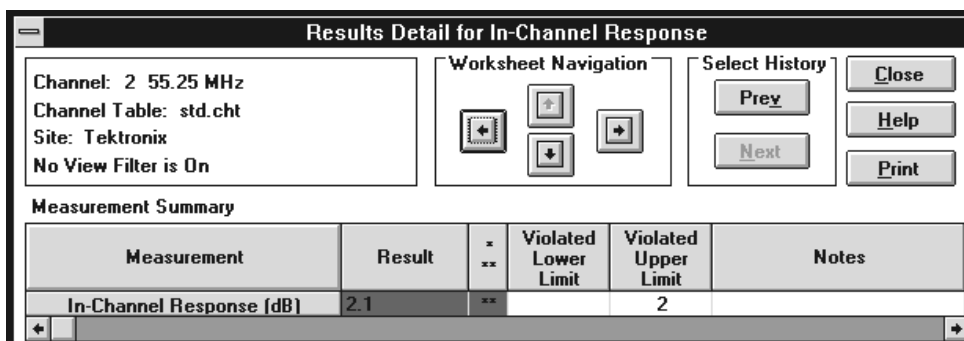 Results Detail for In-Channel Response
Channel: 2 55.25 MHz
Channel Table: std.cht
Site: Tektronix
No View Filter is On
Worksheet Navigation
Select History
Prev
Next
Close
Help
Print
Measurement Summary
Measurement Result * ** Violated Lower Limit Violated Upper Limit Notes
In-Channel Response (dB) 2.1 ** 2